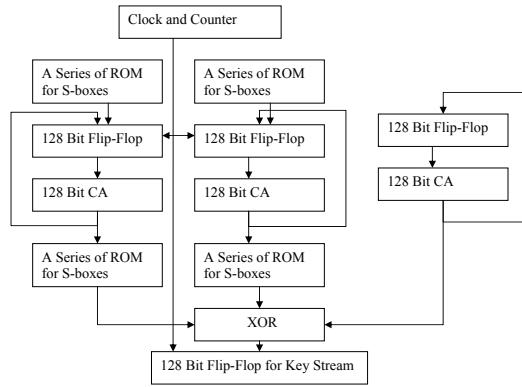 Clock and Counter
A Series of ROM
for S-boxes
A Series of ROM
for S-boxes
128 Bit Flip-Flop
128 Bit Flip-Flop
128 Bit Flip-Flop
128 Bit CA
128 Bit CA
128 Bit CA
A Series of ROM
for S-boxes
A Series of ROM
for S-boxes
XOR
128 Bit Flip-Flop for Key Stream